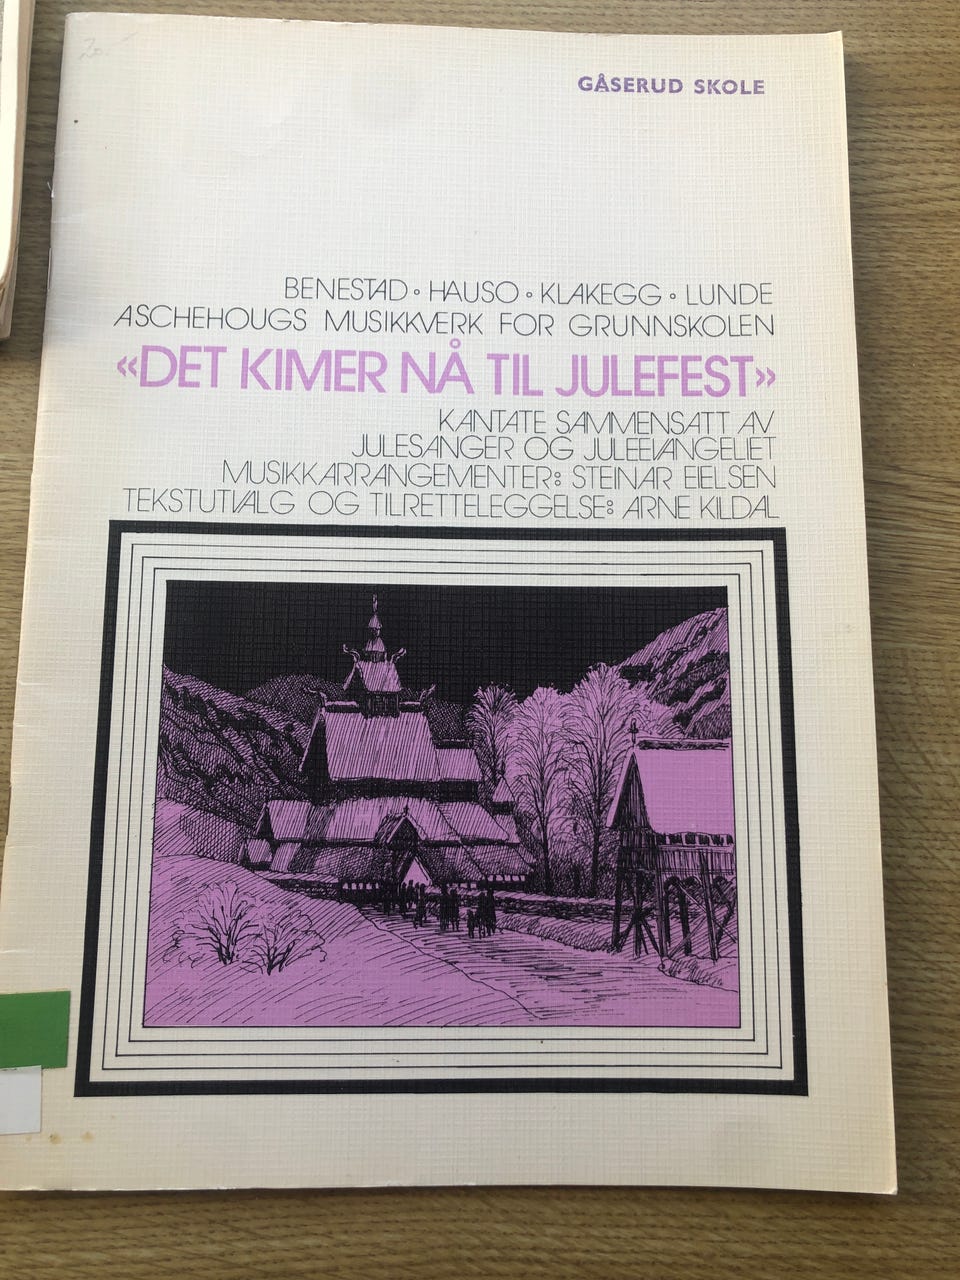 GÅSERUD SKOLE
BENESTAD • HAUSO • KLAKEGG • LUNDE
ASCHEHOUGS MUSIKKVERK FOR GRUNNSKOLEN
«DET KIMER NÅ TIL JULEFEST»
KANTATE SAMMENSATT AV
JULESANGER OG JULEEVANGELIET
MUSIKKARRANGEMENTER: STEINAR EIELSEN
TEKSTUTVALG OG TILRETTELEGGELSE: ARNE KILDAL